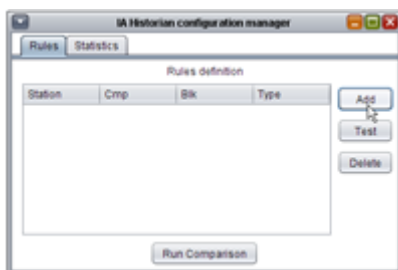 IA Historian configuration manager
Rules Statistics
Rules definition
Station Cmp Blk Type
Add
Test
Delete
Run Comparison